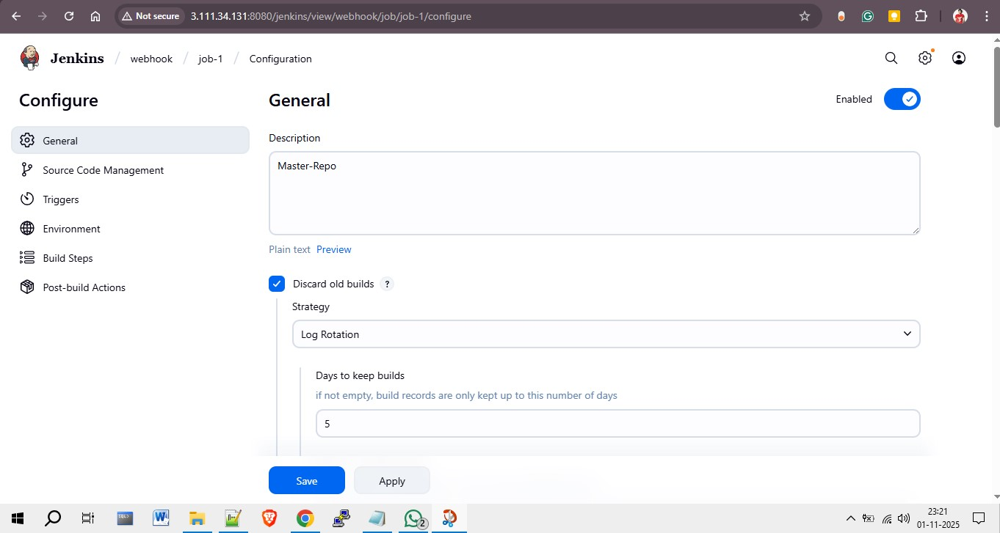 Not secure
3.111.34.131:8080/jenkins/view/webhook/job/job-1/configure
Jenkins / webhook / job-1 / Configuration
Configure
General
Source Code Management
Triggers
Environment
Build Steps
Post-build Actions
General
Enabled
Description
Master-Repo
Plain text Preview
Discard old builds ?
Strategy
Log Rotation
Days to keep builds
if not empty, build records are only kept up to this number of days
5
Save
Apply
2
23:21
01-11-2025